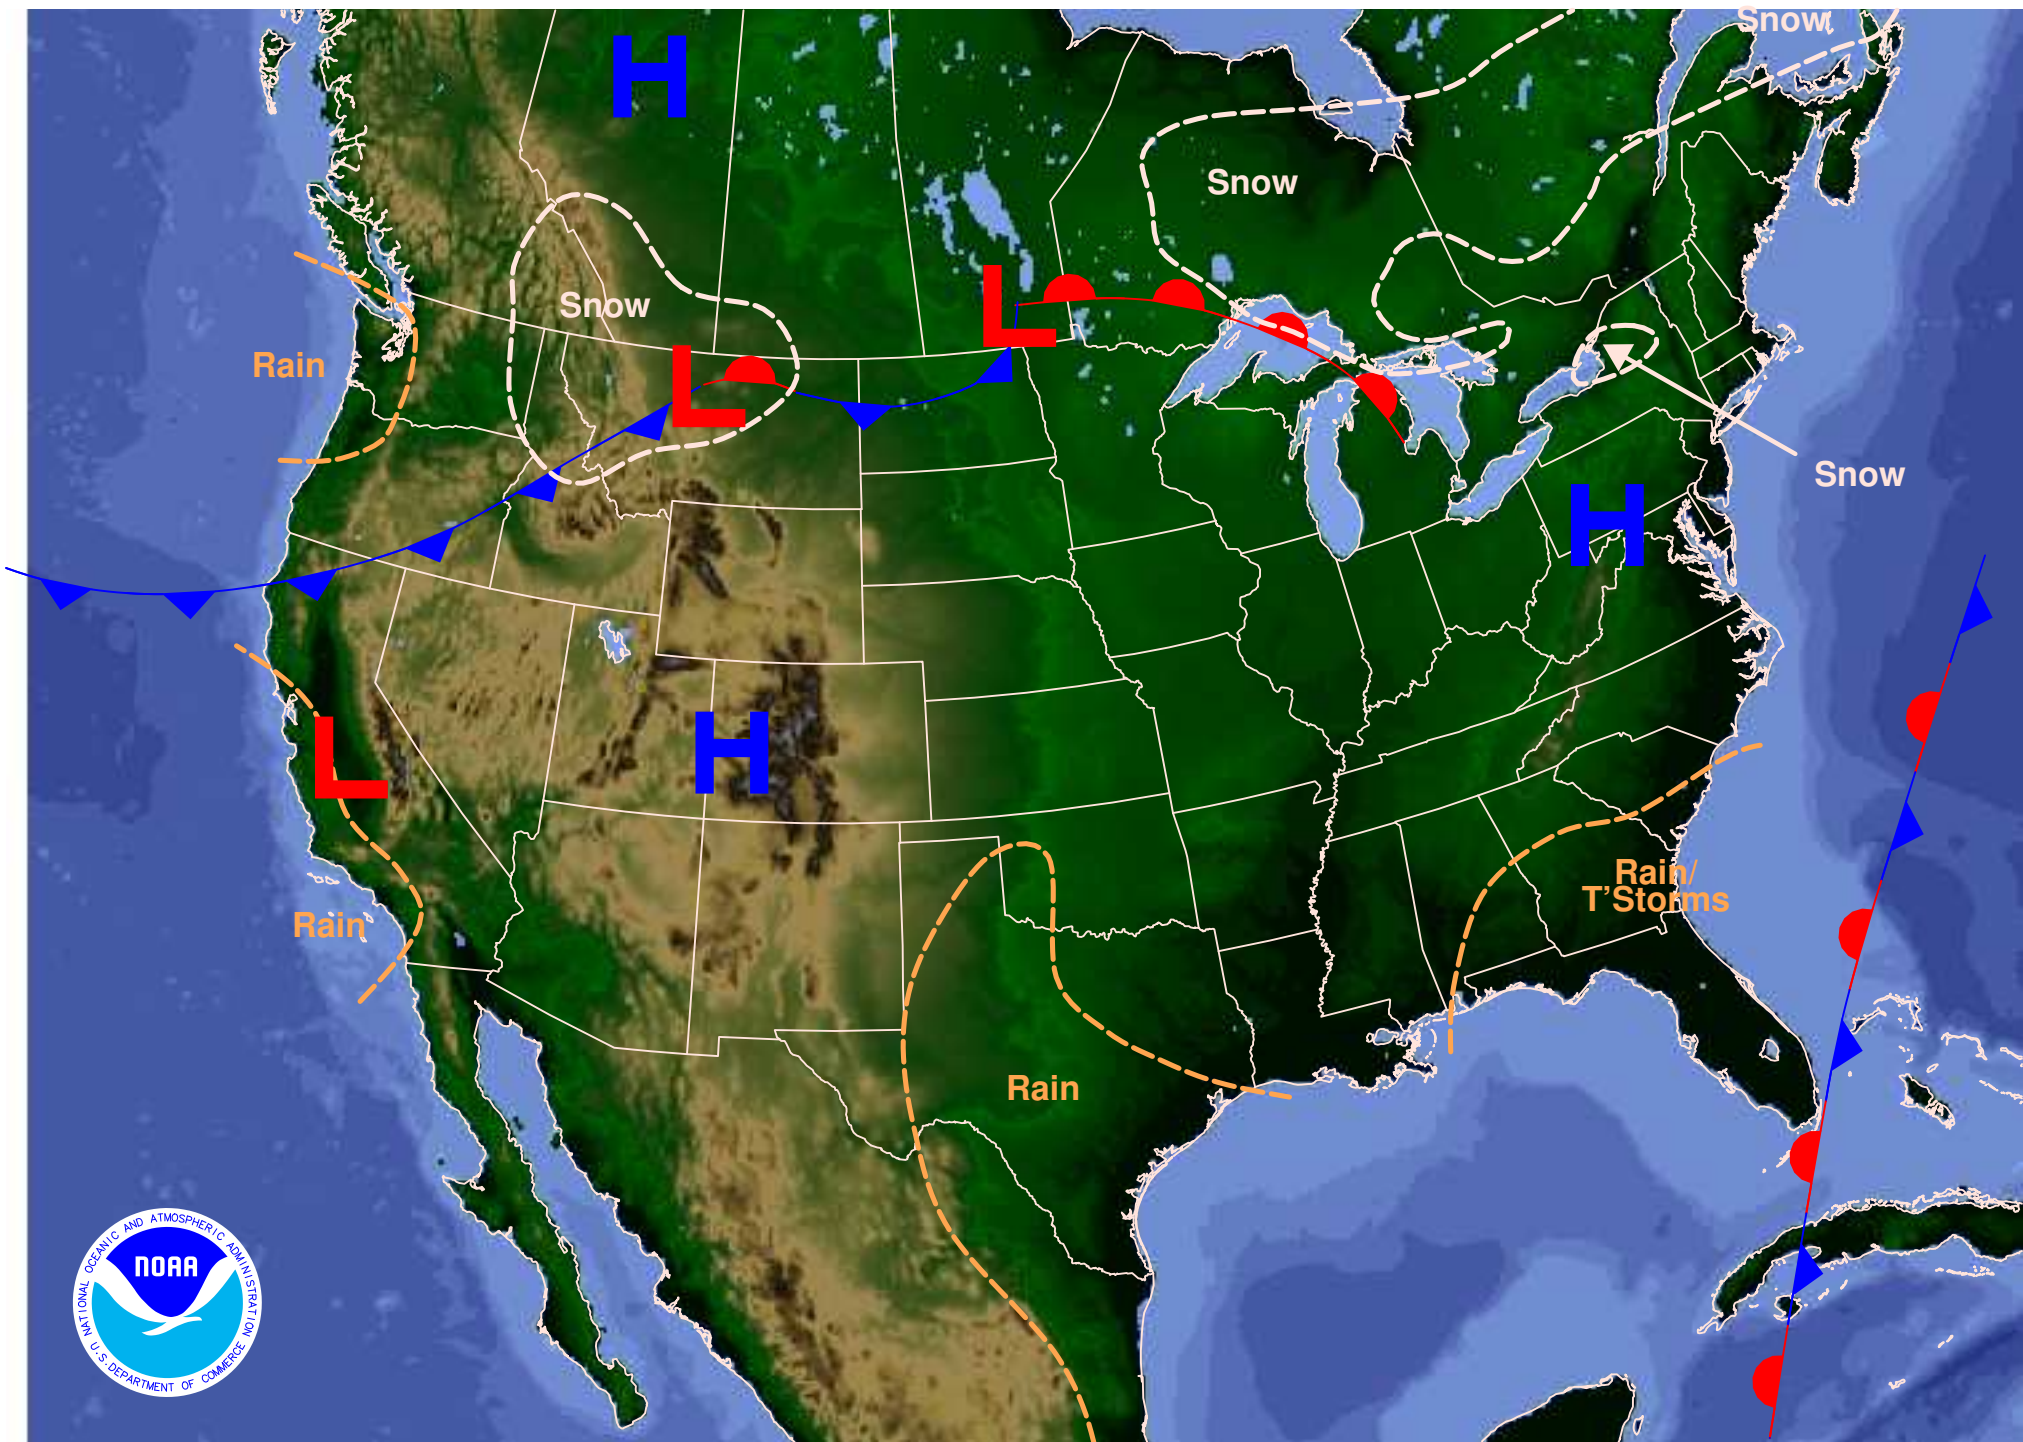 Snow
H
Snow
Snow
L
Rain
L
Snow
H
L
H
Rain/
T'Storms
Rain
Rain
NATIONAL OCEANIC AND ATMOSPHERIC ADMINISTRATION
NOAA
U.S. DEPARTMENT OF COMMERCE